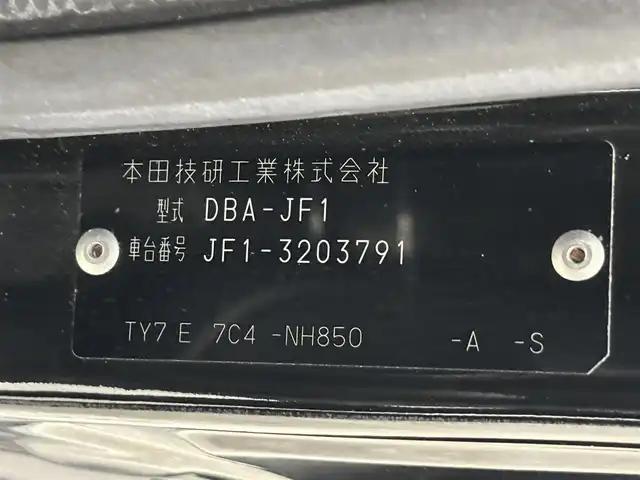 本田技研工業株式会社
型式 DBA-JF1
車台番号 JF1-3203791
TY7 E 7C4 -NH850 -A -S